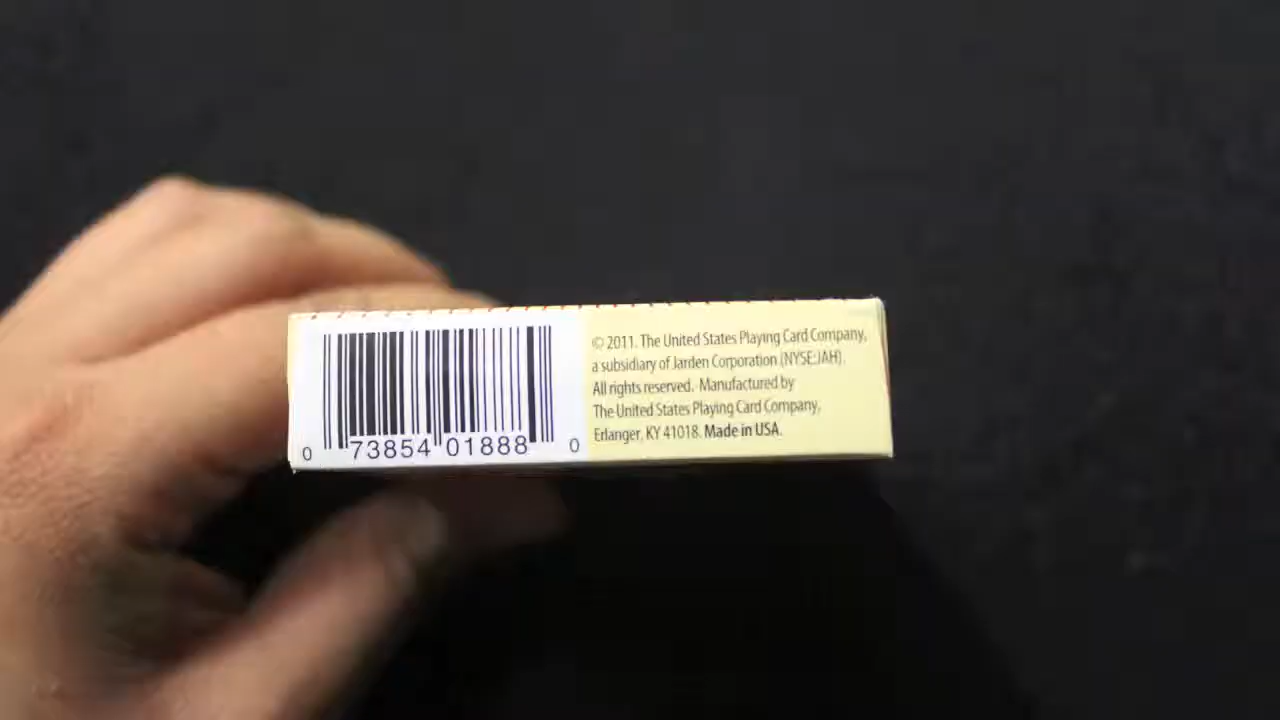 0 73854 01888 0
© 2011. The United States Playing Card Company,
a subsidiary of Jarden Corporation (NYSE:JAH).
All rights reserved. Manufactured by
The United States Playing Card Company,
Erlanger, KY 41018. Made in USA.